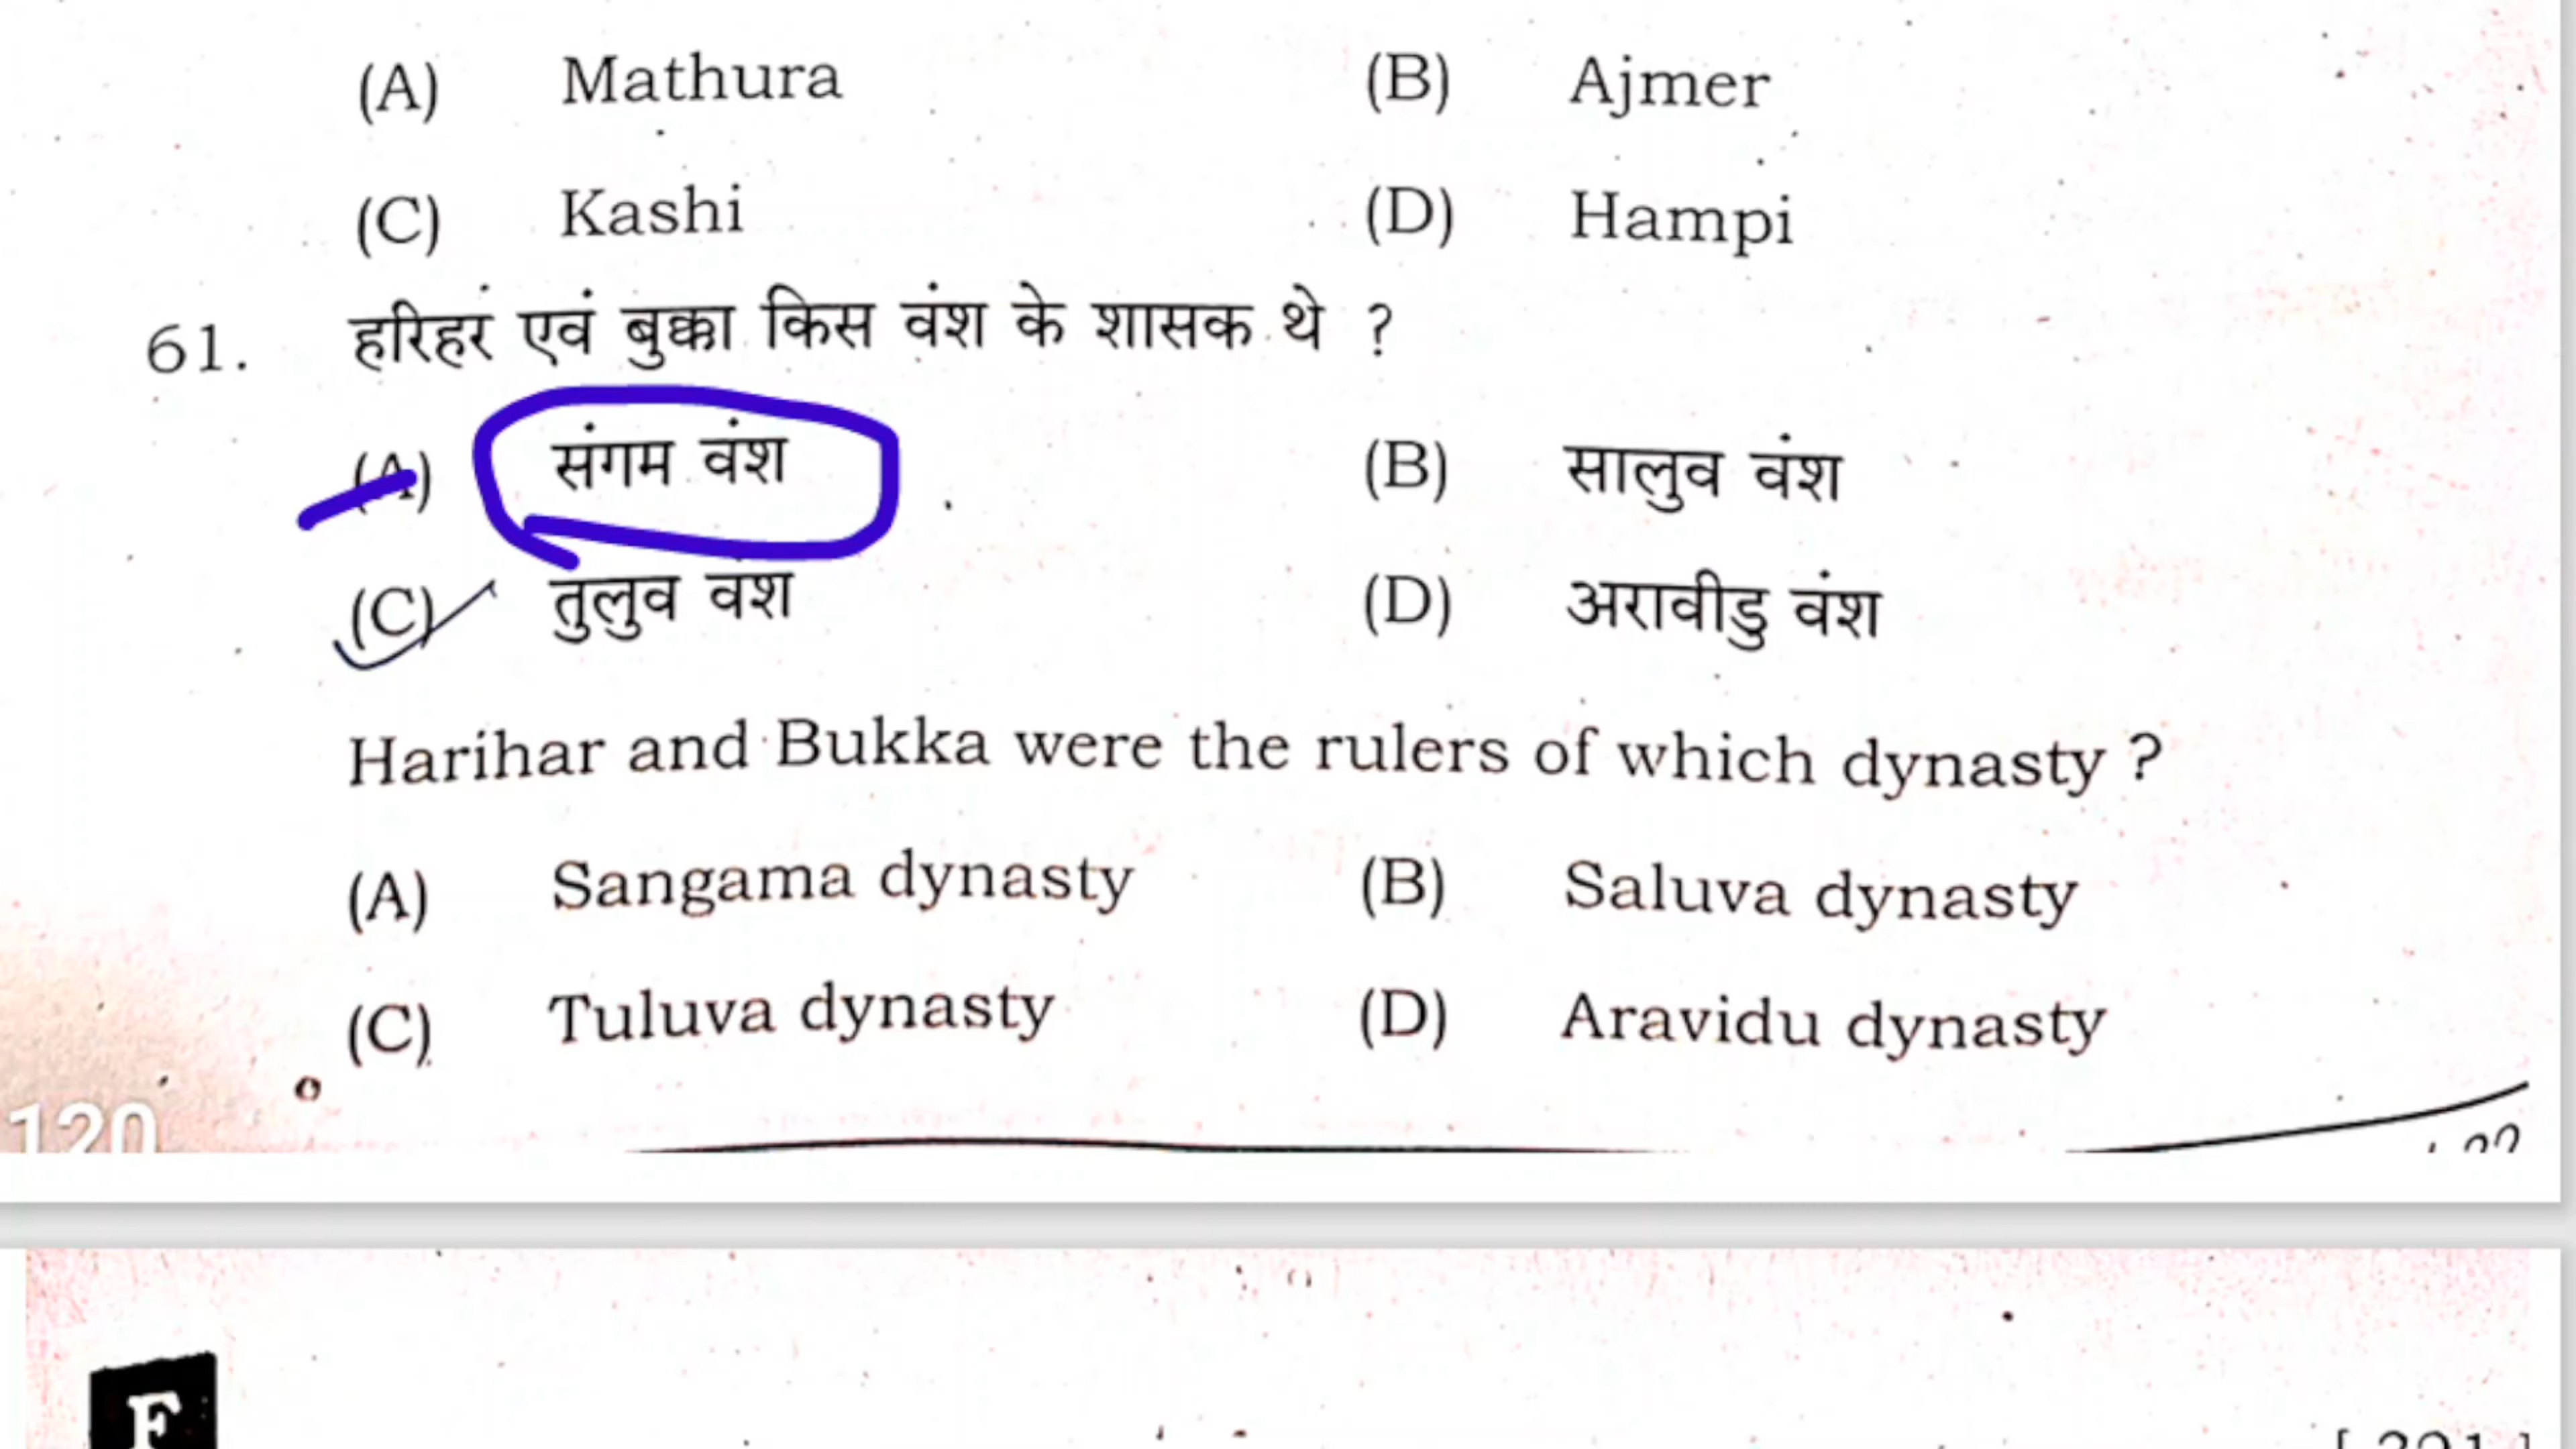 (A) Mathura (B) Ajmer
(C) Kashi (D) Hampi
61. हरिहर एवं बुक्का किस वंश के शासक थे ?
(A) संगम वंश (B) सालुव वंश
(C) तुलुव वंश (D) अरावीडु वंश
Harihar and Bukka were the rulers of which dynasty ?
(A) Sangama dynasty (B) Saluva dynasty
(C) Tuluva dynasty (D) Aravidu dynasty
120
F